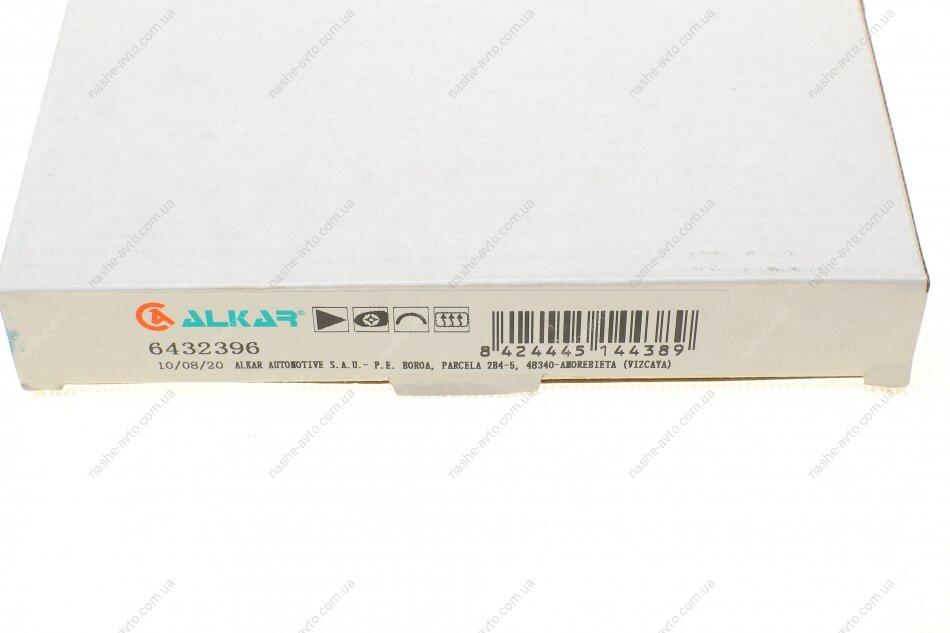 ALKAR®
6432396
8 424445 144389
10/08/20 ALKAR AUTOMOTIVE S.A.U.- P.E. BOROA, PARCELA 2B4-5, 48340-AMOREBIETA (VIZCAYA)
nashe-avto.com.ua